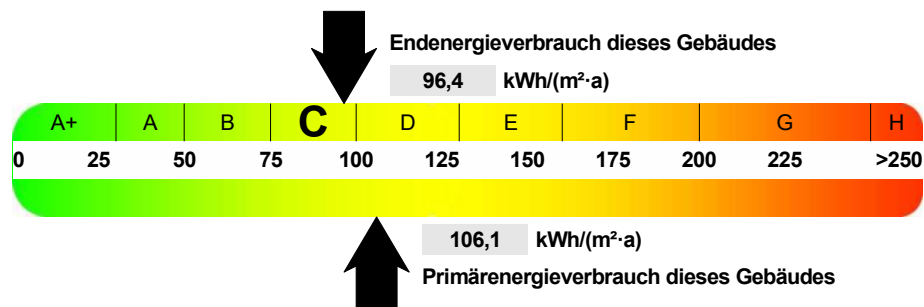 Endenergieverbrauch dieses Gebäudes
96,4 kWh/(m²·a)
A+ A B C D E F G H
0 25 50 75 100 125 150 175 200 225 >250
106,1 kWh/(m²·a)
Primärenergieverbrauch dieses Gebäudes